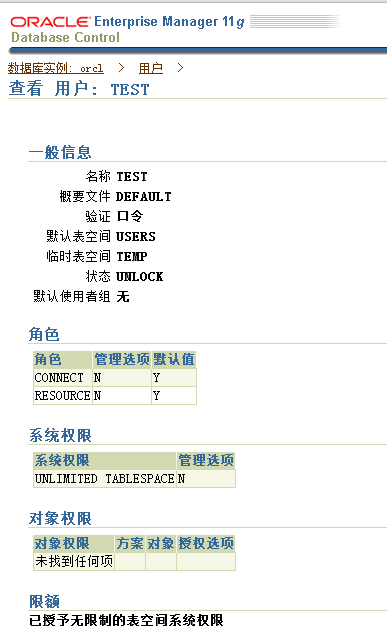 ORACLE Enterprise Manager 11g
Database Control
数据库实例: orcl > 用户 >
查看 用户: TEST
一般信息
名称 TEST
概要文件 DEFAULT
验证 口令
默认表空间 USERS
临时表空间 TEMP
状态 UNLOCK
默认使用者组 无
角色
角色 管理选项 默认值
CONNECT N Y
RESOURCE N Y
系统权限
系统权限 管理选项
UNLIMITED TABLESPACE N
对象权限
对象权限 方案 对象 授权选项
未找到任何项
限额
已授予无限制的表空间系统权限